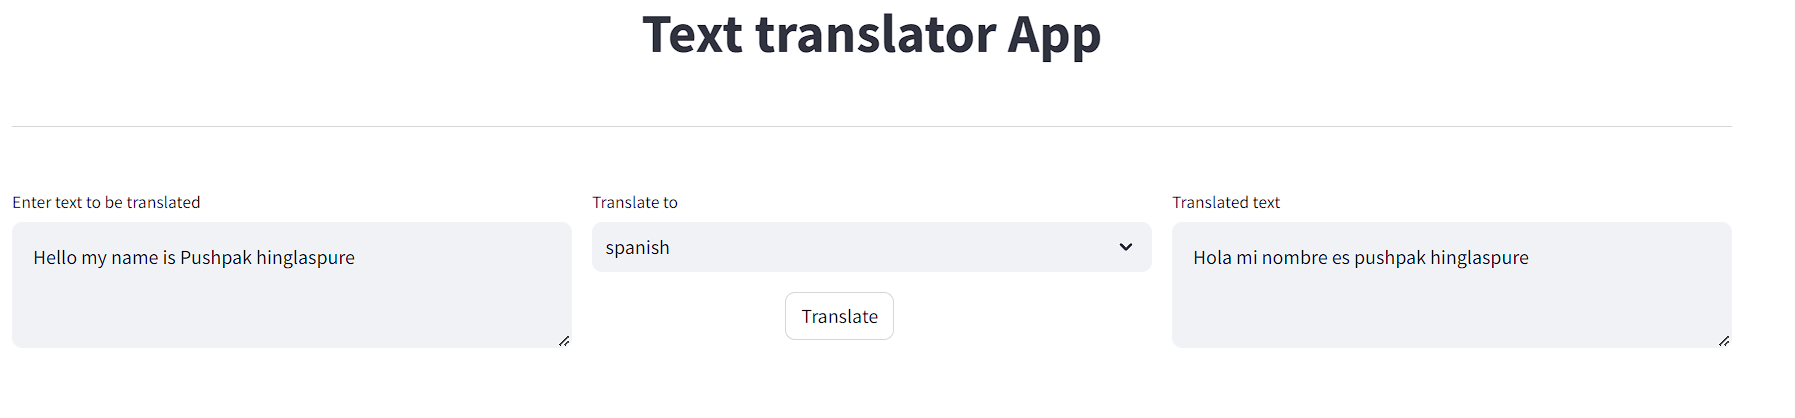 Text translator App
Enter text to be translated
Hello my name is Pushpak hinglaspure
Translate to
spanish
Translate
Translated text
Hola mi nombre es pushpak hinglaspure